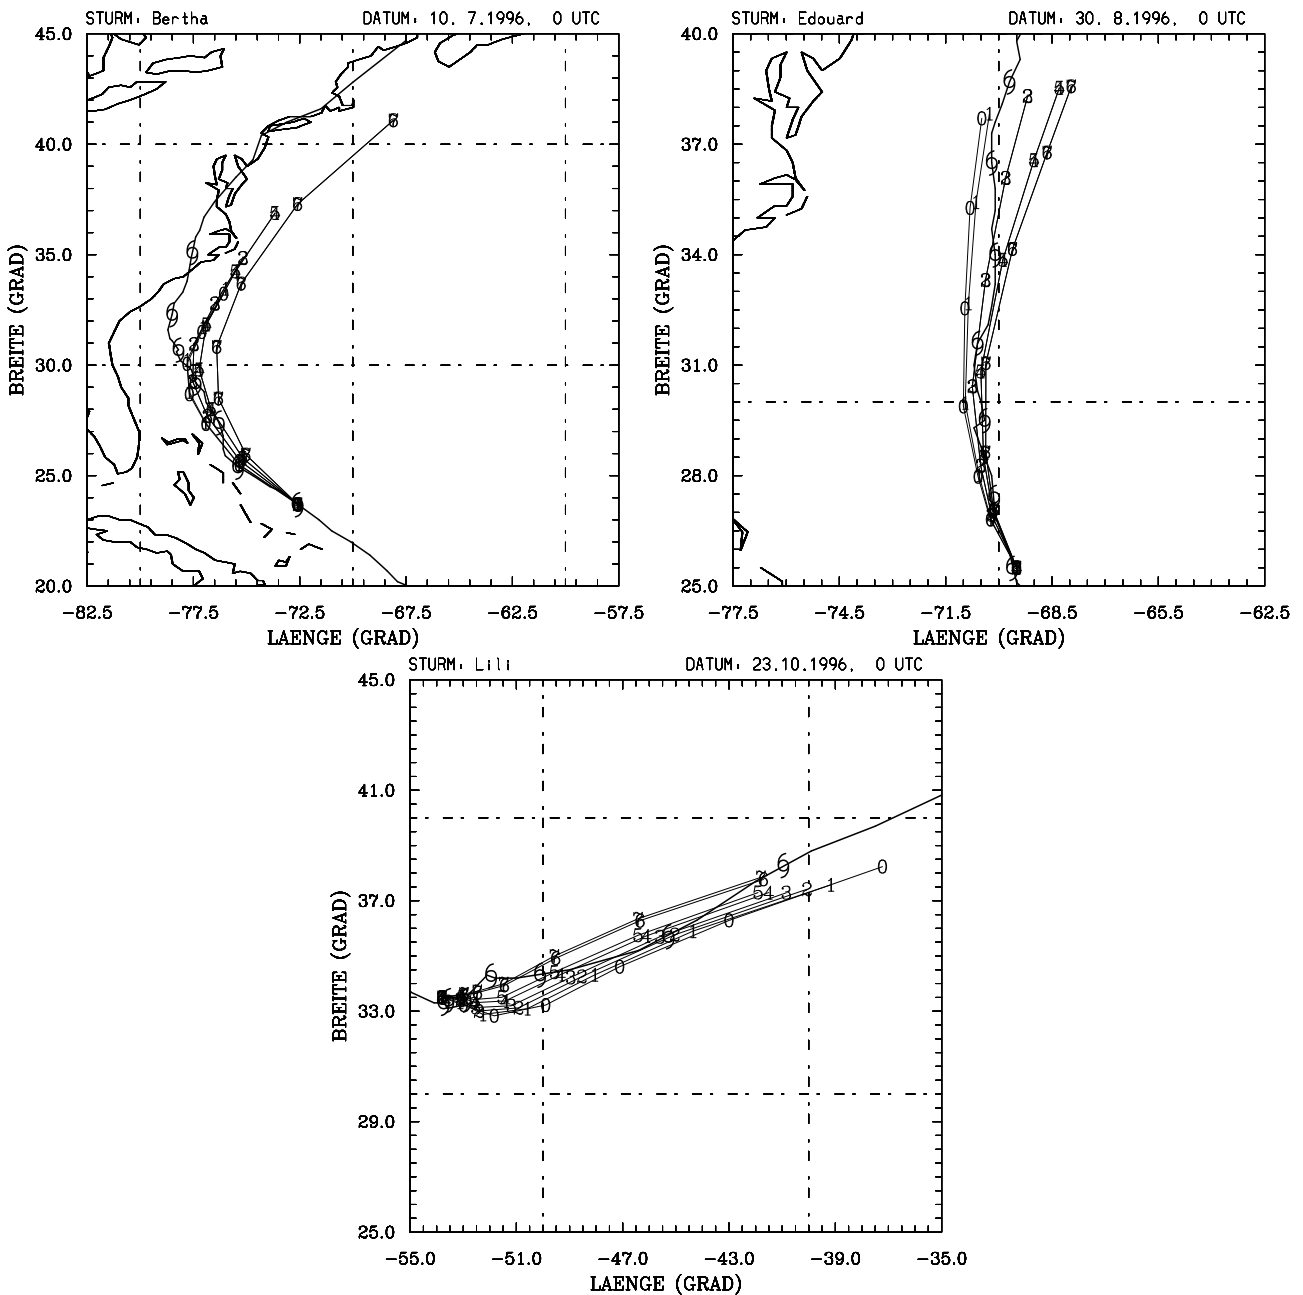 STURM: Bertha DATUM: 10. 7.1996, 0 UTC
45.0
40.0
35.0
30.0
25.0
20.0
BREITE (GRAD)
-82.5 -77.5 -72.5 -67.5 -62.5 -57.5
LAENGE (GRAD)
STURM: Edouard DATUM: 30. 8.1996, 0 UTC
40.0
37.0
34.0
31.0
28.0
25.0
BREITE (GRAD)
-77.5 -74.5 -71.5 -68.5 -65.5 -62.5
LAENGE (GRAD)
STURM: Lili DATUM: 23.10.1996, 0 UTC
45.0
41.0
37.0
33.0
29.0
25.0
BREITE (GRAD)
-55.0 -51.0 -47.0 -43.0 -39.0 -35.0
LAENGE (GRAD)